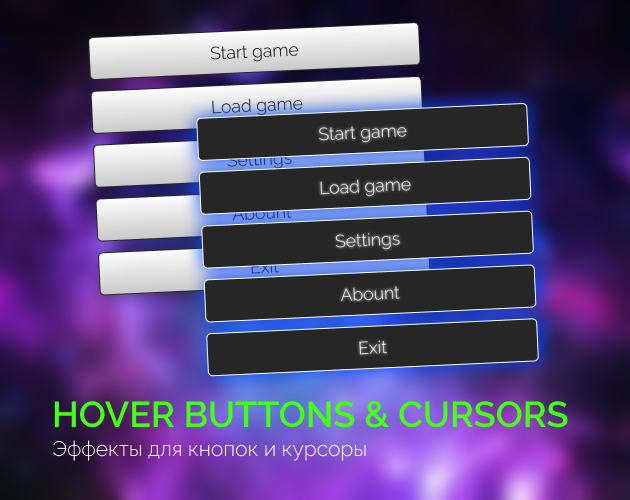 Start game
Load game
Settings
Abount
Exit
Start game
Load game
Settings
Abount
Exit
HOVER BUTTONS & CURSORS
Эффекты для кнопок и курсоры